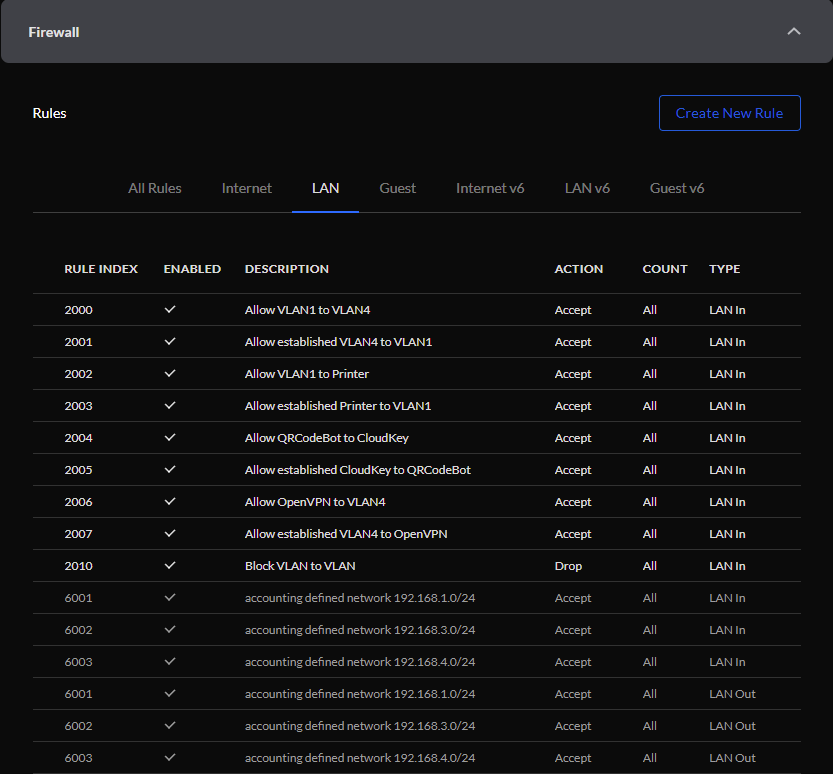 Firewall
Rules
Create New Rule
All Rules Internet LAN Guest Internet v6 LAN v6 Guest v6
RULE INDEX ENABLED DESCRIPTION ACTION COUNT TYPE
2000 Allow VLAN1 to VLAN4 Accept All LAN In
2001 Allow established VLAN4 to VLAN1 Accept All LAN In
2002 Allow VLAN1 to Printer Accept All LAN In
2003 Allow established Printer to VLAN1 Accept All LAN In
2004 Allow QRCodeBot to CloudKey Accept All LAN In
2005 Allow established CloudKey to QRCodeBot Accept All LAN In
2006 Allow OpenVPN to VLAN4 Accept All LAN In
2007 Allow established VLAN4 to OpenVPN Accept All LAN In
2010 Block VLAN to VLAN Drop All LAN In
6001 accounting defined network 192.168.1.0/24 Accept All LAN In
6002 accounting defined network 192.168.3.0/24 Accept All LAN In
6003 accounting defined network 192.168.4.0/24 Accept All LAN In
6001 accounting defined network 192.168.1.0/24 Accept All LAN Out
6002 accounting defined network 192.168.3.0/24 Accept All LAN Out
6003 accounting defined network 192.168.4.0/24 Accept All LAN Out